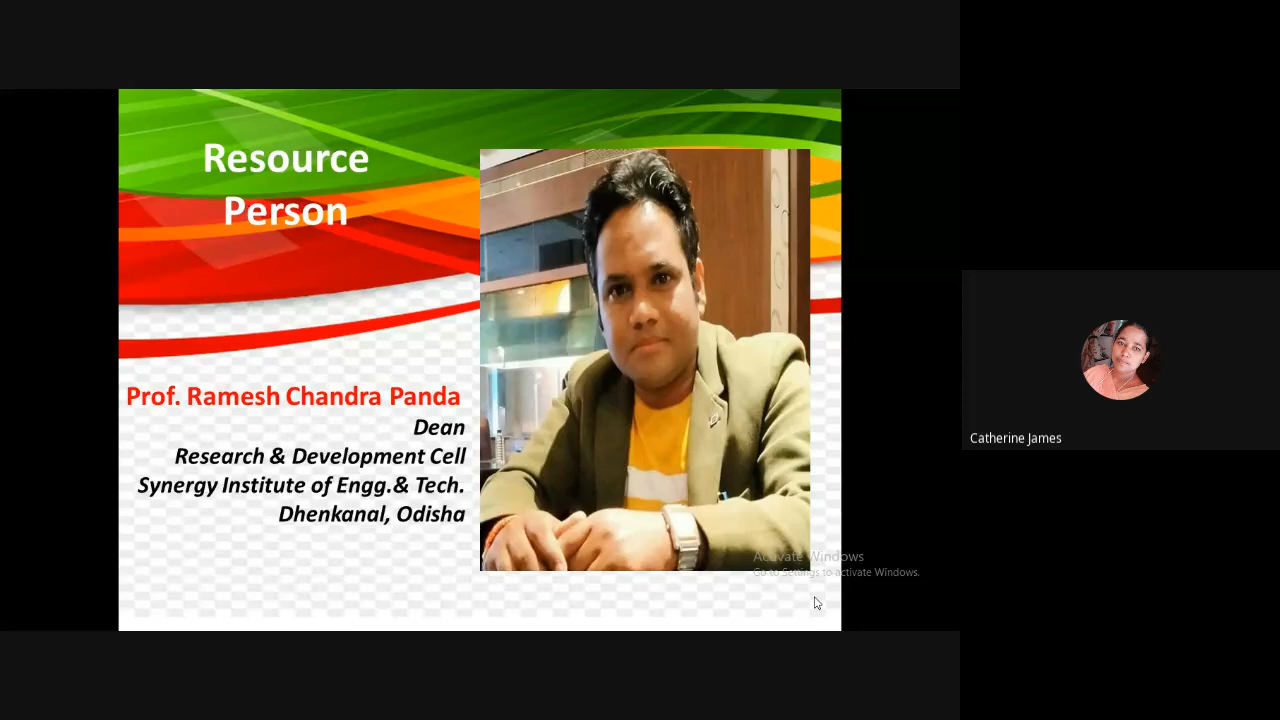 Resource
Person
Prof. Ramesh Chandra Panda
Dean
Research & Development Cell
Synergy Institute of Engg.& Tech.
Dhenkanal, Odisha
Activate Windows
Go to Settings to activate Windows.
Catherine James